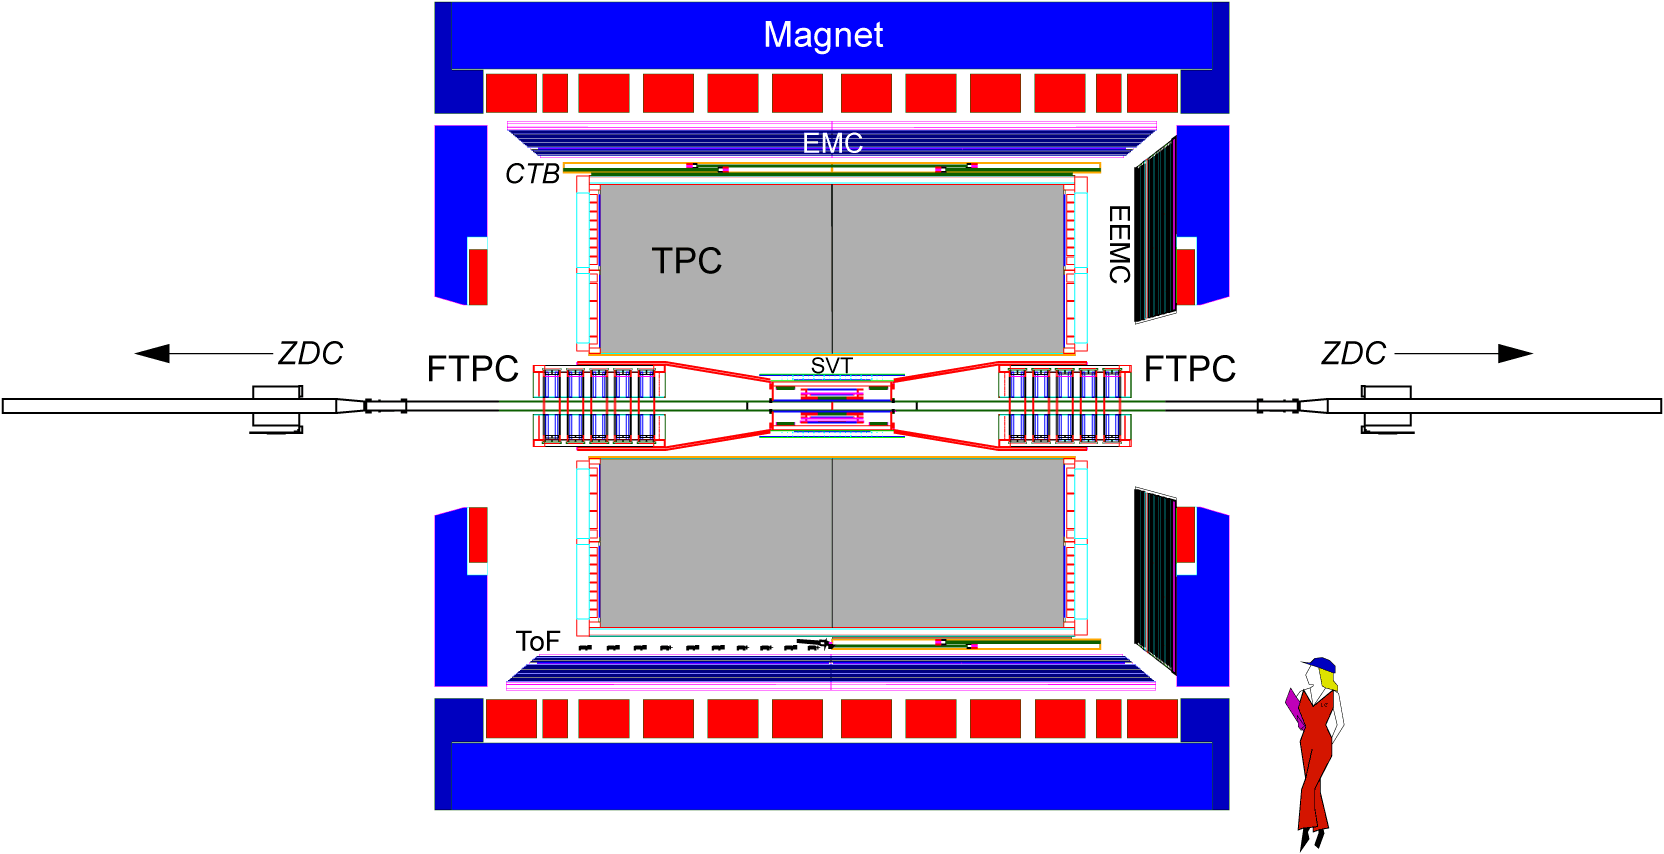 Magnet
EMC
CTB
EEMC
TPC
ZDC
FTPC
SVT
FTPC
ZDC
ToF